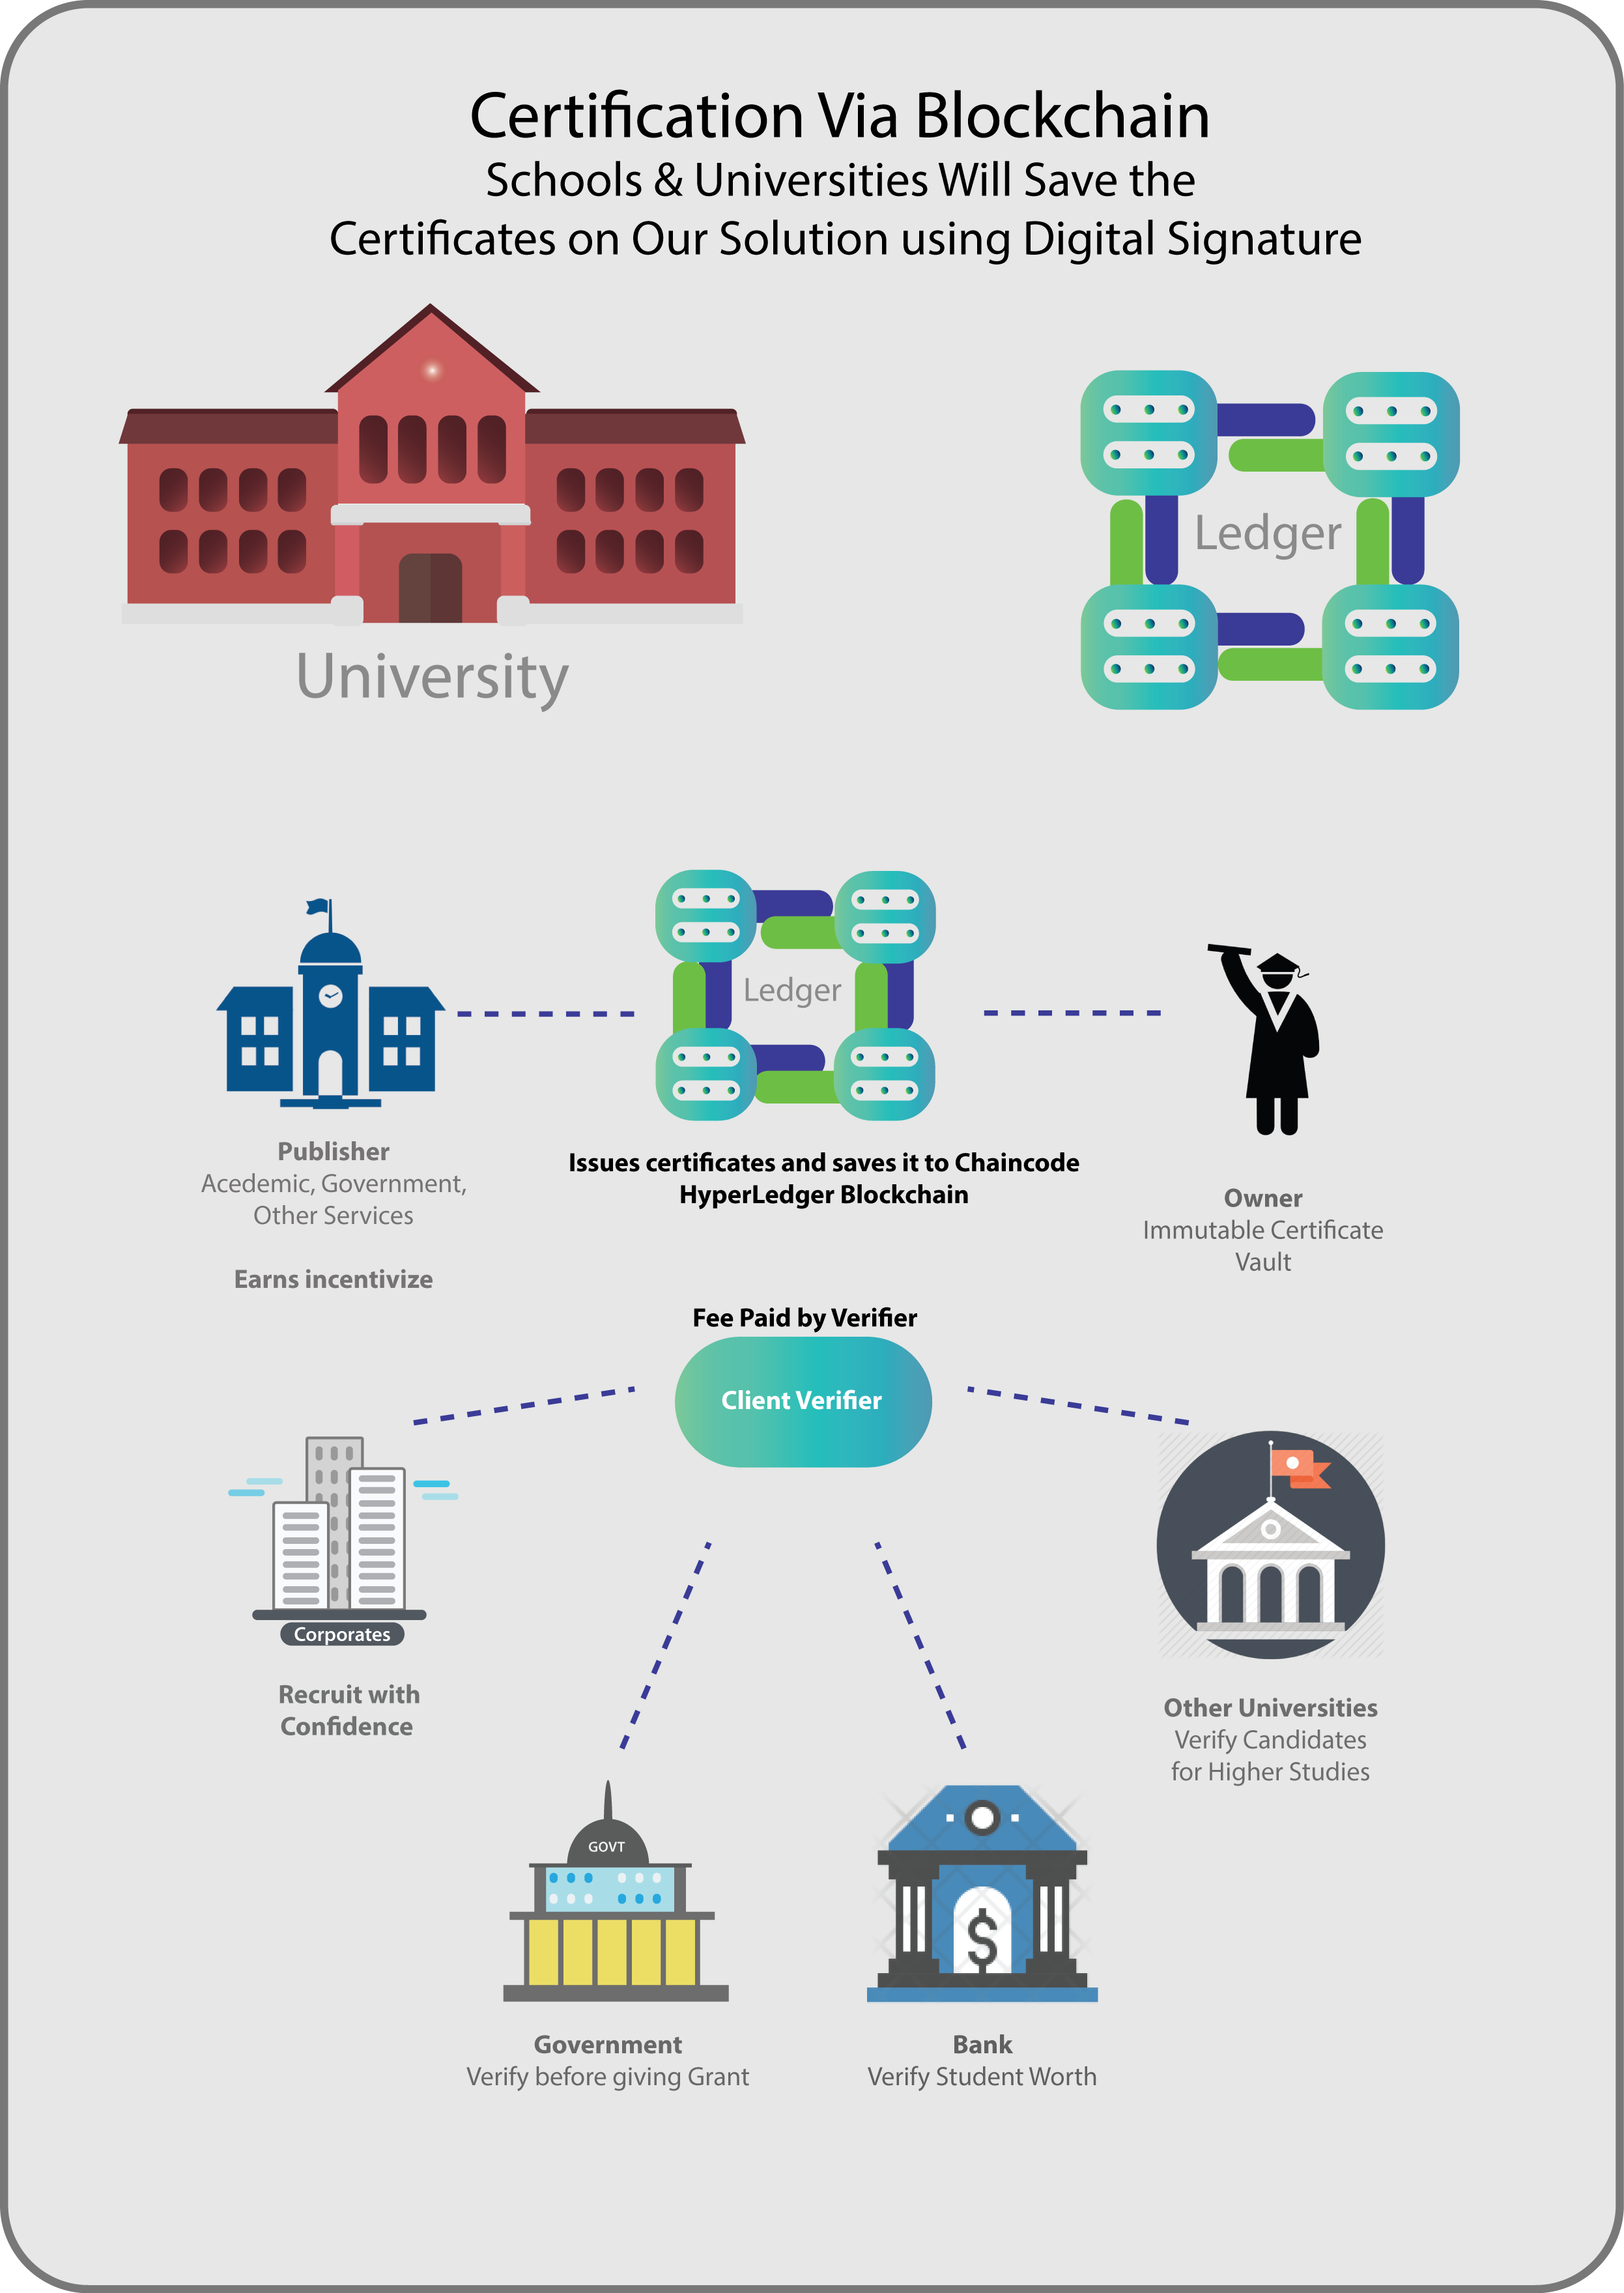 Certification Via Blockchain
Schools & Universities Will Save the
Certificates on Our Solution using Digital Signature
University
Ledger
Ledger
Publisher
Acedemic, Government,
Other Services
Earns incentivize
Issues certificates and saves it to Chaincode
HyperLedger Blockchain
Owner
Immutable Certificate
Vault
Fee Paid by Verifier
Client Verifier
Corporates
Recruit with
Confidence
Other Universities
Verify Candidates
for Higher Studies
GOVT
Government
Verify before giving Grant
$
Bank
Verify Student Worth